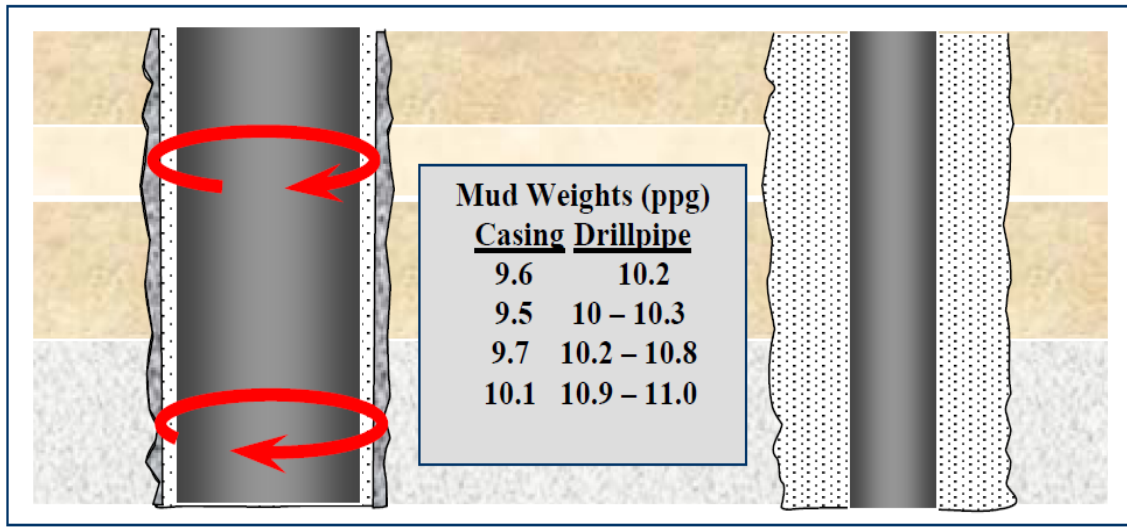 Mud Weights (ppg)
Casing Drillpipe
9.6 10.2
9.5 10 – 10.3
9.7 10.2 – 10.8
10.1 10.9 – 11.0